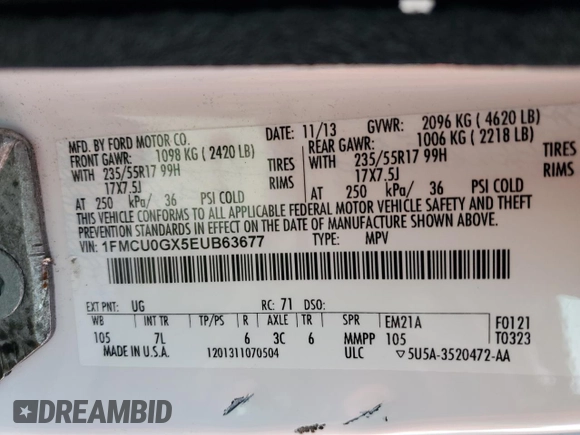 MFD. BY FORD MOTOR CO.
11/13 GVWR: 2096 KG ( 4620 LB)
FRONT GAWR: 1098 KG ( 2420 LB) REAR GAWR: 1006 KG ( 2218 LB)
WITH 235/55R17 99H TIRES WITH 235/55R17 99H TIRES
17X7.5J RIMS 17X7.5J RIMS
AT 250 kPa/ 36 PSI COLD AT 250 kPa/ 36 PSI COLD
THIS VEHICLE CONFORMS TO ALL APPLICABLE FEDERAL MOTOR VEHICLE SAFETY AND THEFT
PREVENTION STANDARDS IN EFFECT ON THE DATE OF MANUFACTURE SHOWN ABOVE.
VIN: 1FMCU0GX5EUB63677 TYPE: MPV
EXT PNT: UG RC: 71 DSO:
WB INT TR TP/PS R AXLE TR SPR EM21A F0121
105 7L 6 3C 6 MMPP 105 T0323
MADE IN U.S.A. 1201311070504 ULC ▽5U5A-3520472-AA
DREAMBID